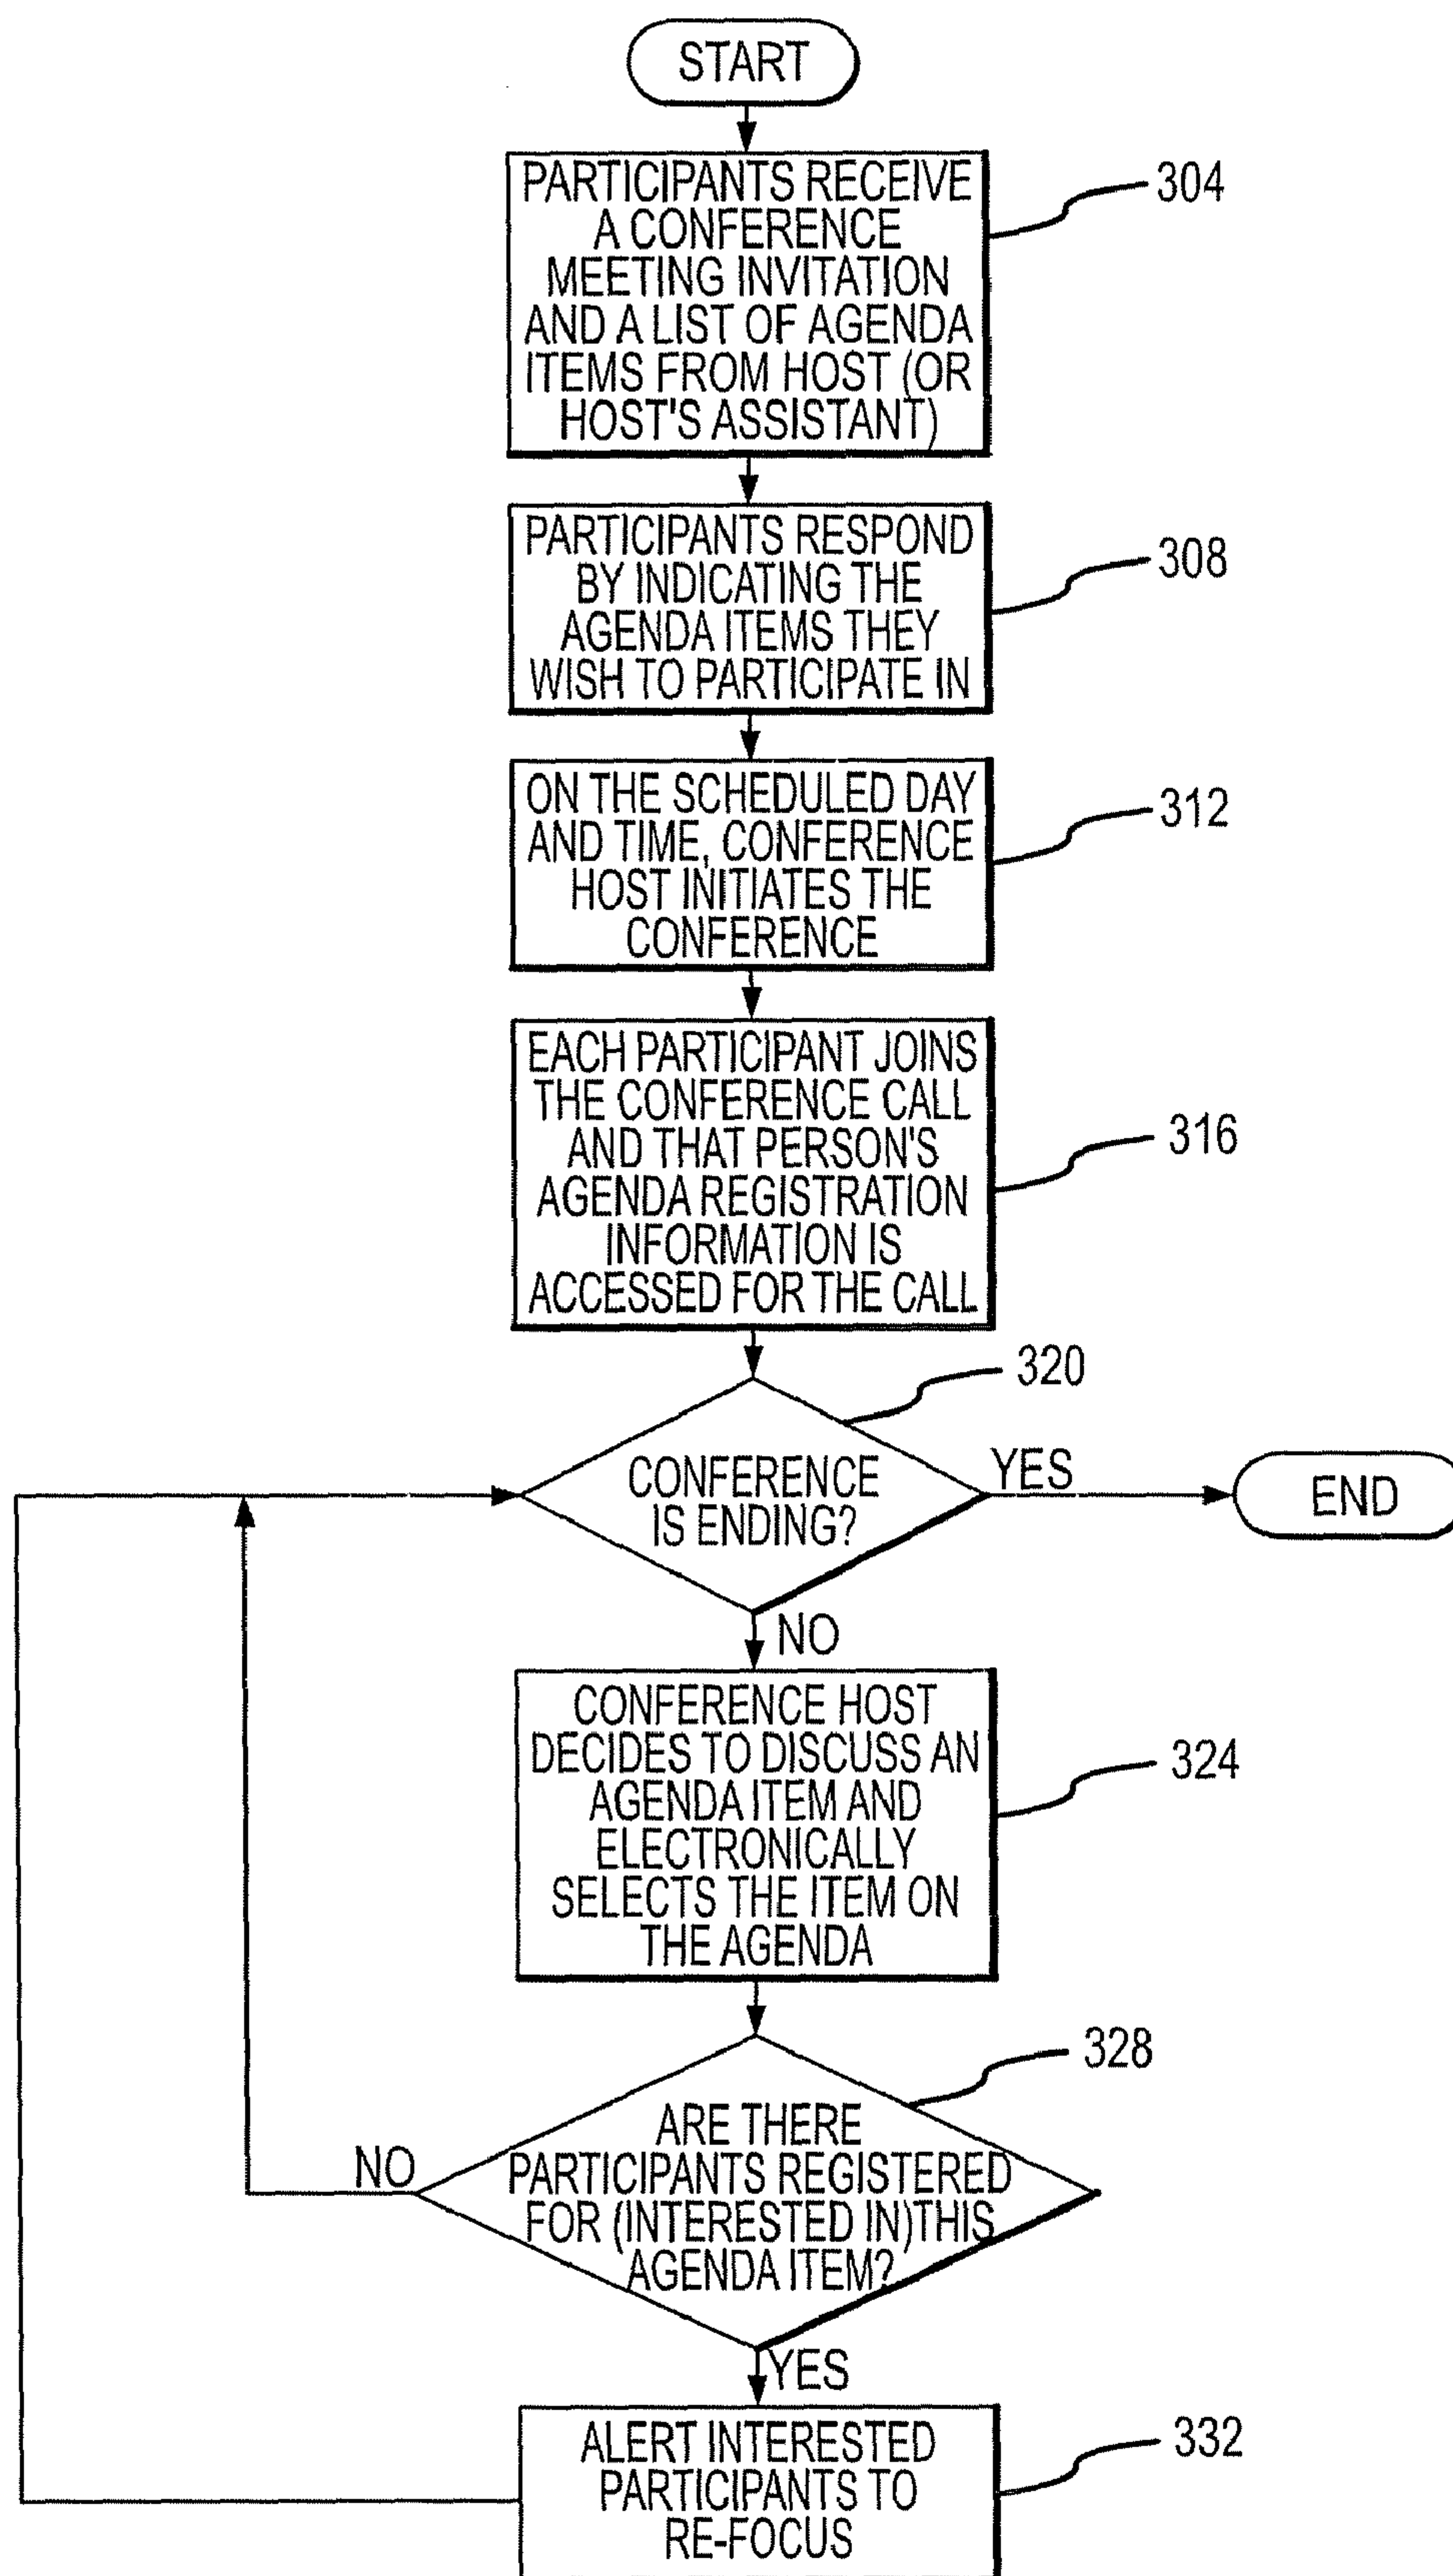 START
PARTICIPANTS RECEIVE
A CONFERENCE
MEETING INVITATION
AND A LIST OF AGENDA
ITEMS FROM HOST (OR
HOST'S ASSISTANT)
304
PARTICIPANTS RESPOND
BY INDICATING THE
AGENDA ITEMS THEY
WISH TO PARTICIPATE IN
308
ON THE SCHEDULED DAY
AND TIME, CONFERENCE
HOST INITIATES THE
CONFERENCE
312
EACH PARTICIPANT JOINS
THE CONFERENCE CALL
AND THAT PERSON'S
AGENDA REGISTRATION
INFORMATION IS
ACCESSED FOR THE CALL
316
320
CONFERENCE
IS ENDING?
YES
END
NO
CONFERENCE HOST
DECIDES TO DISCUSS AN
AGENDA ITEM AND
ELECTRONICALLY
SELECTS THE ITEM ON
THE AGENDA
324
328
ARE THERE
PARTICIPANTS REGISTERED
FOR (INTERESTED IN)THIS
AGENDA ITEM?
NO
YES
ALERT INTERESTED
PARTICIPANTS TO
RE-FOCUS
332